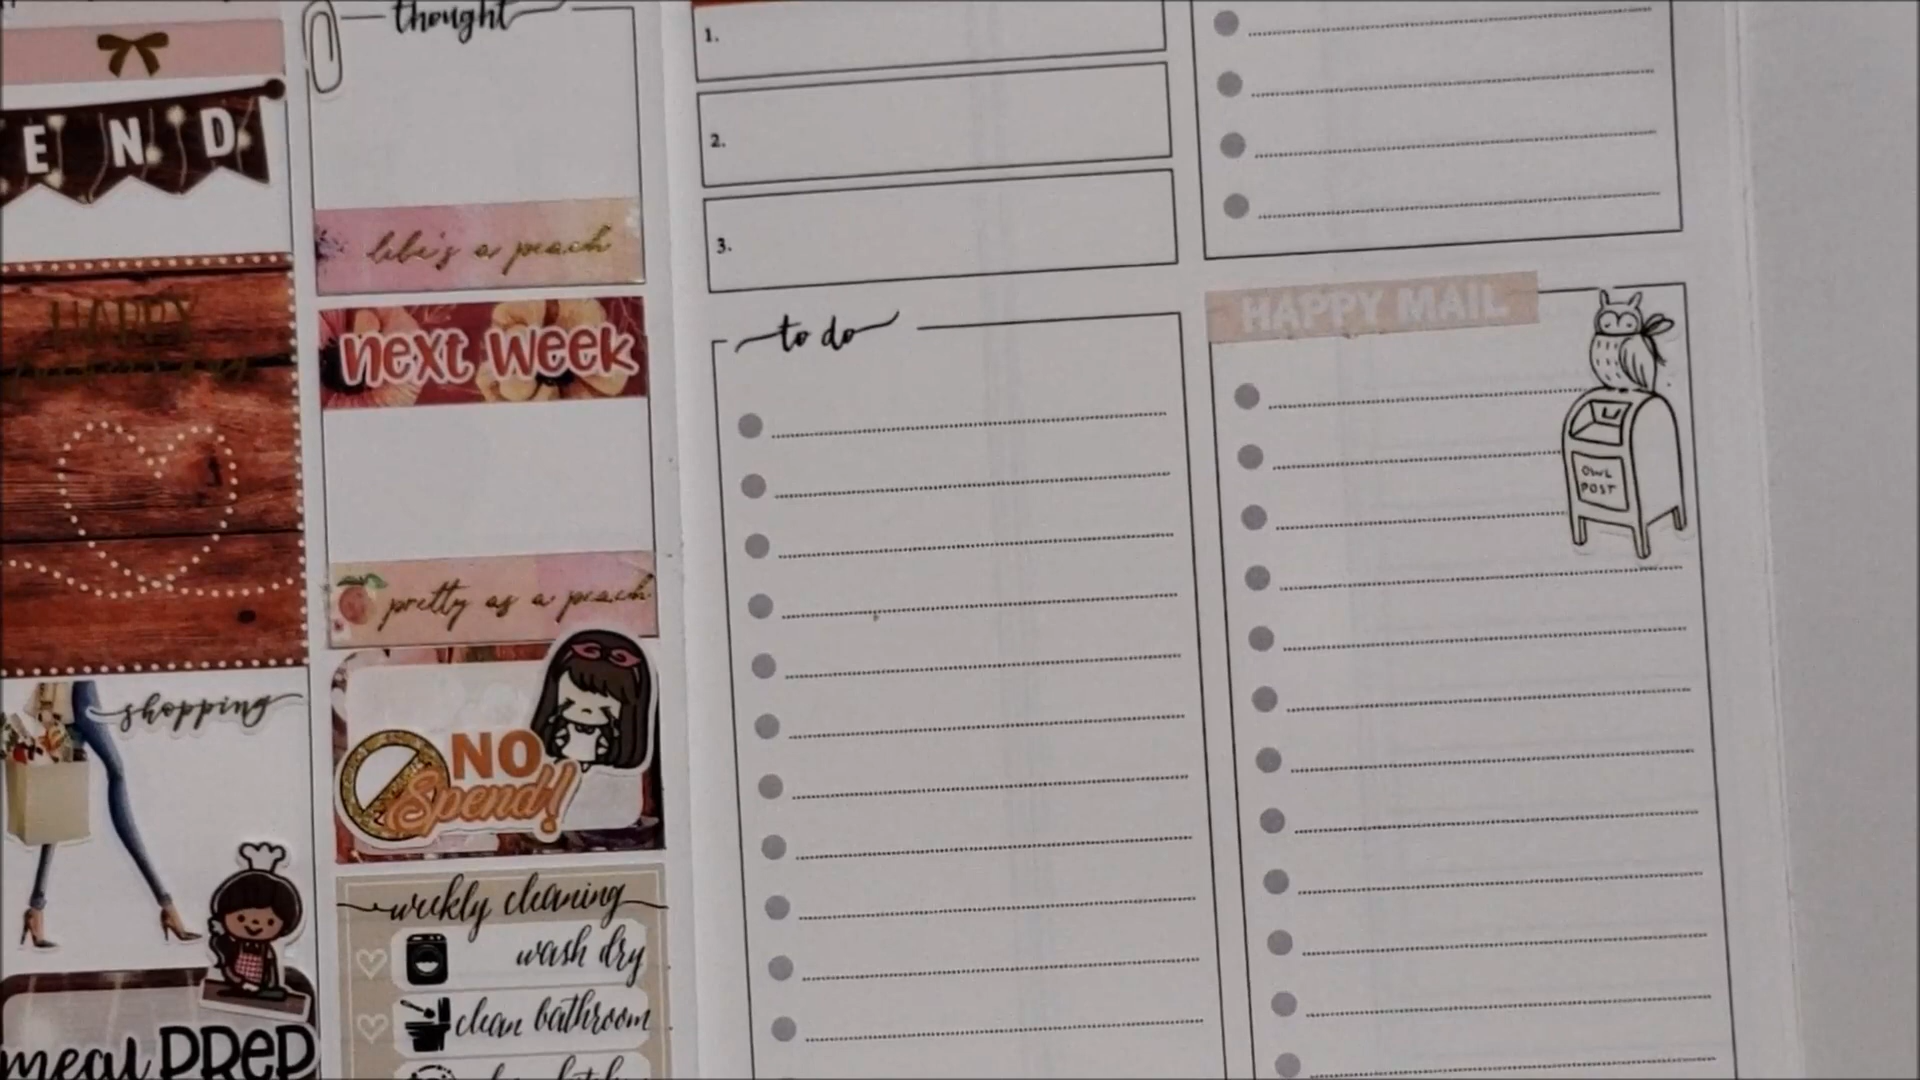 END
HAPPY
shopping
meal PREP
thought
life's a peach
next week
pretty as a peach
NO
Spend!!
weekly cleaning
wash dry
clean bathroom
1.
2.
3.
to do
HAPPY MAIL
OWL
POST